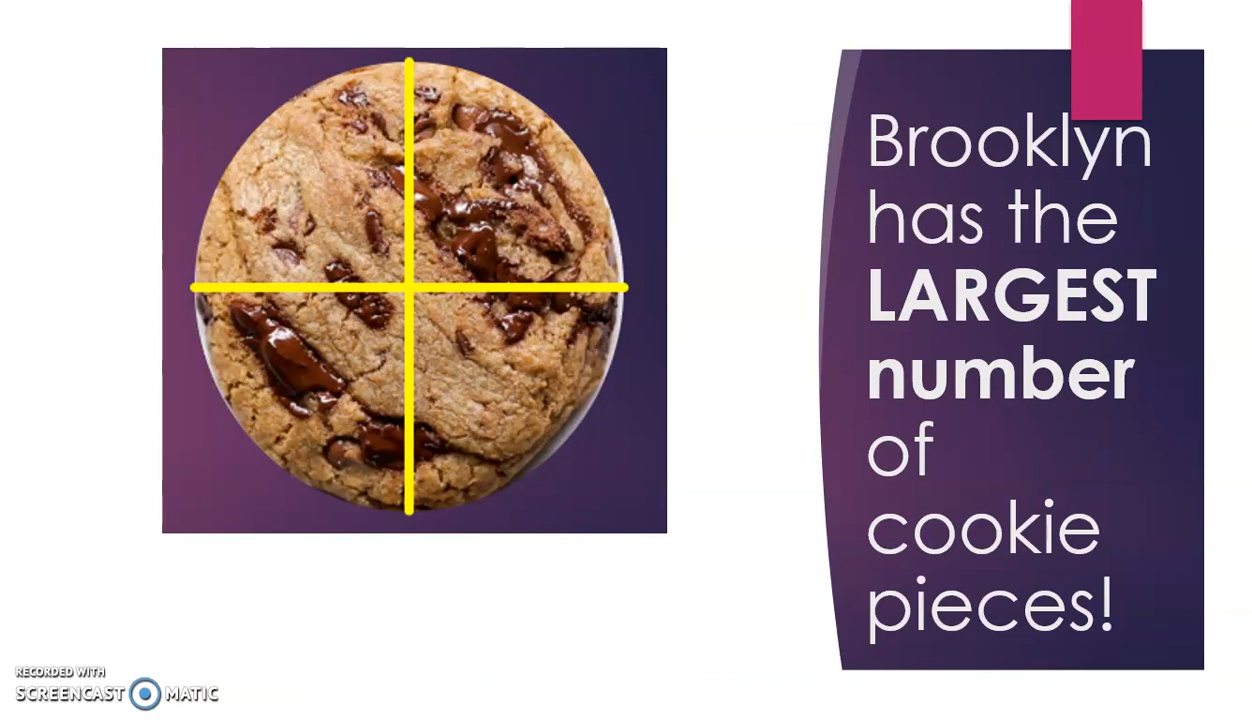 Brooklyn
has the
LARGEST
number
of
cookie
pieces!
RECORDED WITH
SCREENCAST MATIC